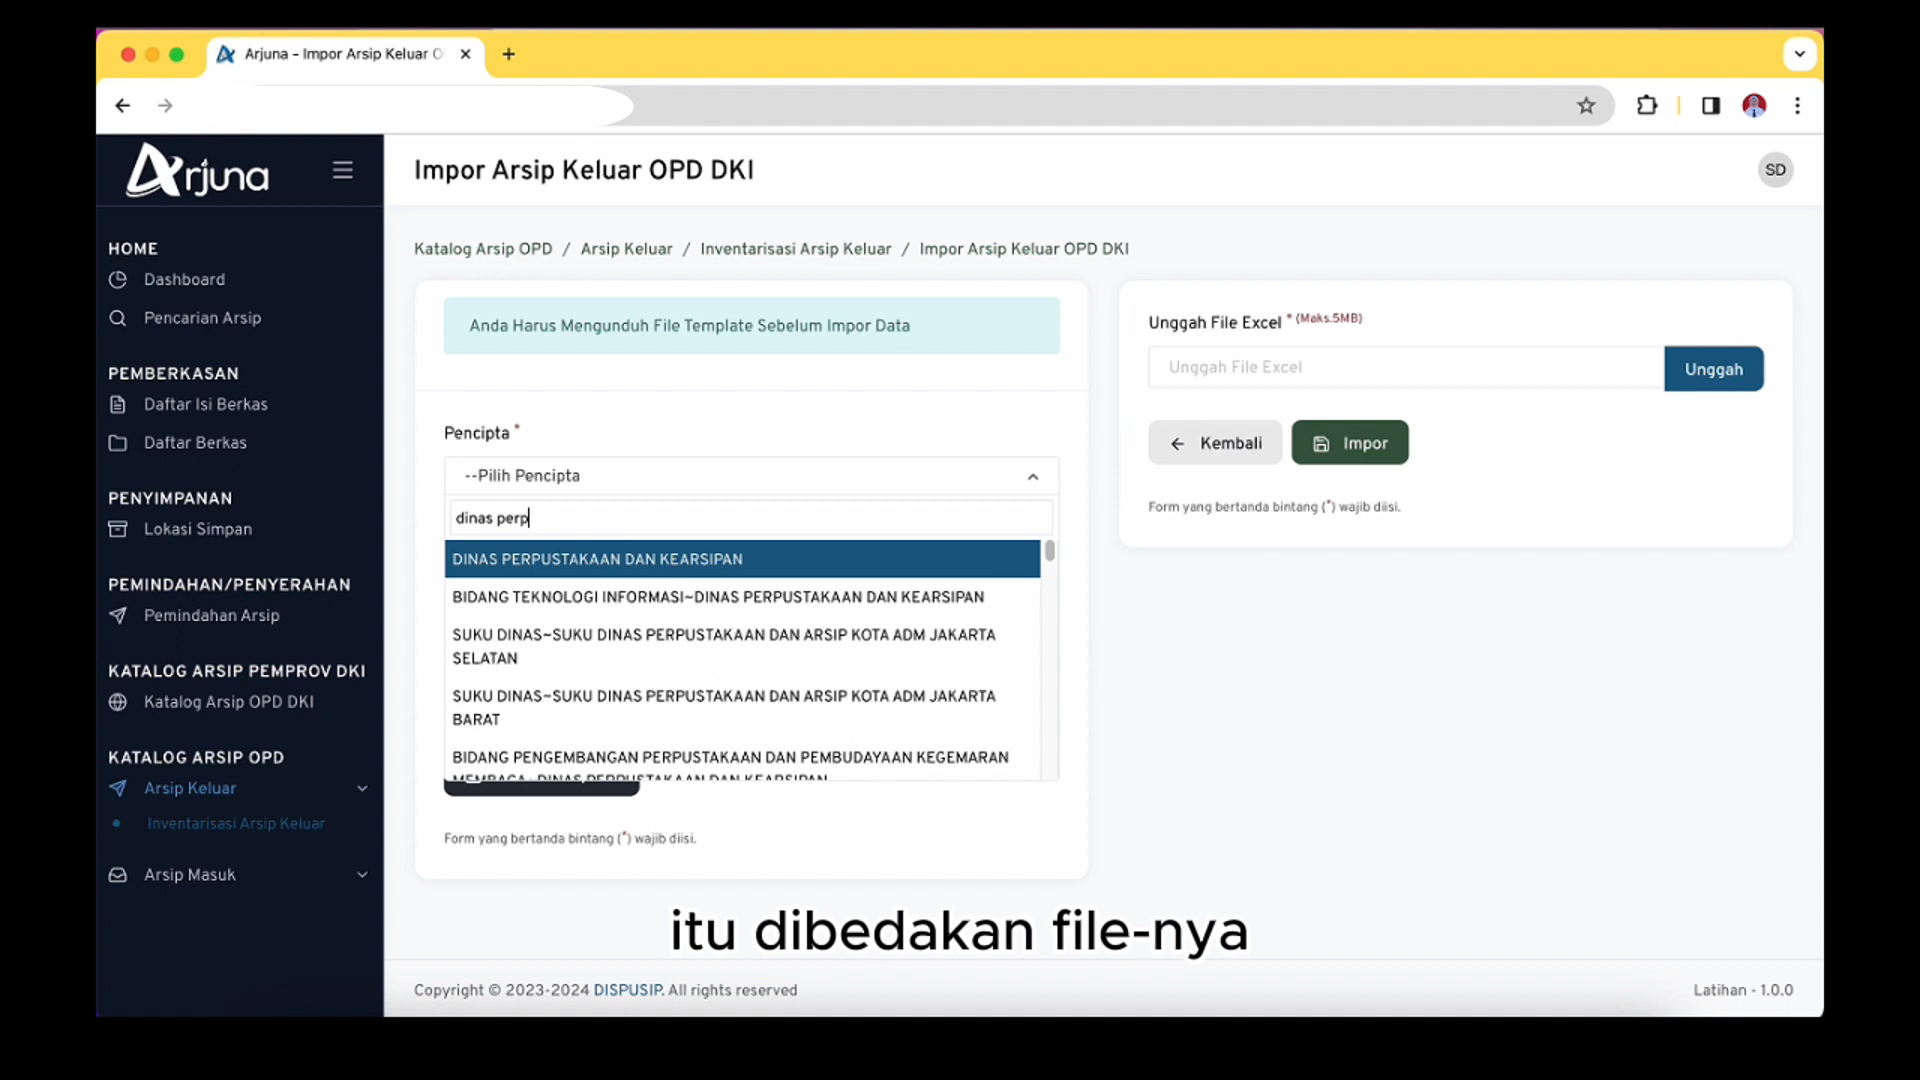 Arjuna - Impor Arsip Keluar O
Arjuna
Impor Arsip Keluar OPD DKI
SD
HOME
Dashboard
Pencarian Arsip
PEMBERKASAN
Daftar Isi Berkas
Daftar Berkas
PENYIMPANAN
Lokasi Simpan
PEMINDAHAN/PENYERAHAN
Pemindahan Arsip
KATALOG ARSIP PEMPROV DKI
Katalog Arsip OPD DKI
KATALOG ARSIP OPD
Arsip Keluar
Inventarisasi Arsip Keluar
Arsip Masuk
Katalog Arsip OPD / Arsip Keluar / Inventarisasi Arsip Keluar / Impor Arsip Keluar OPD DKI
Anda Harus Mengunduh File Template Sebelum Impor Data
Pencipta *
--Pilih Pencipta
dinas perp
DINAS PERPUSTAKAAN DAN KEARSIPAN
BIDANG TEKNOLOGI INFORMASI~DINAS PERPUSTAKAAN DAN KEARSIPAN
SUKU DINAS~SUKU DINAS PERPUSTAKAAN DAN ARSIP KOTA ADM JAKARTA
SELATAN
SUKU DINAS~SUKU DINAS PERPUSTAKAAN DAN ARSIP KOTA ADM JAKARTA
BARAT
BIDANG PENGEMBANGAN PERPUSTAKAAN DAN PEMBUDAYAAN KEGEMARAN
MEMBACA~DINAS PERPUSTAKAAN DAN KEARSIPAN
Form yang bertanda bintang (*) wajib diisi.
Unggah File Excel * (Maks.5MB)
Unggah File Excel
Unggah
Kembali
Impor
Form yang bertanda bintang (*) wajib diisi.
itu dibedakan file-nya
Copyright © 2023-2024 DISPUSIP. All rights reserved
Latihan - 1.0.0